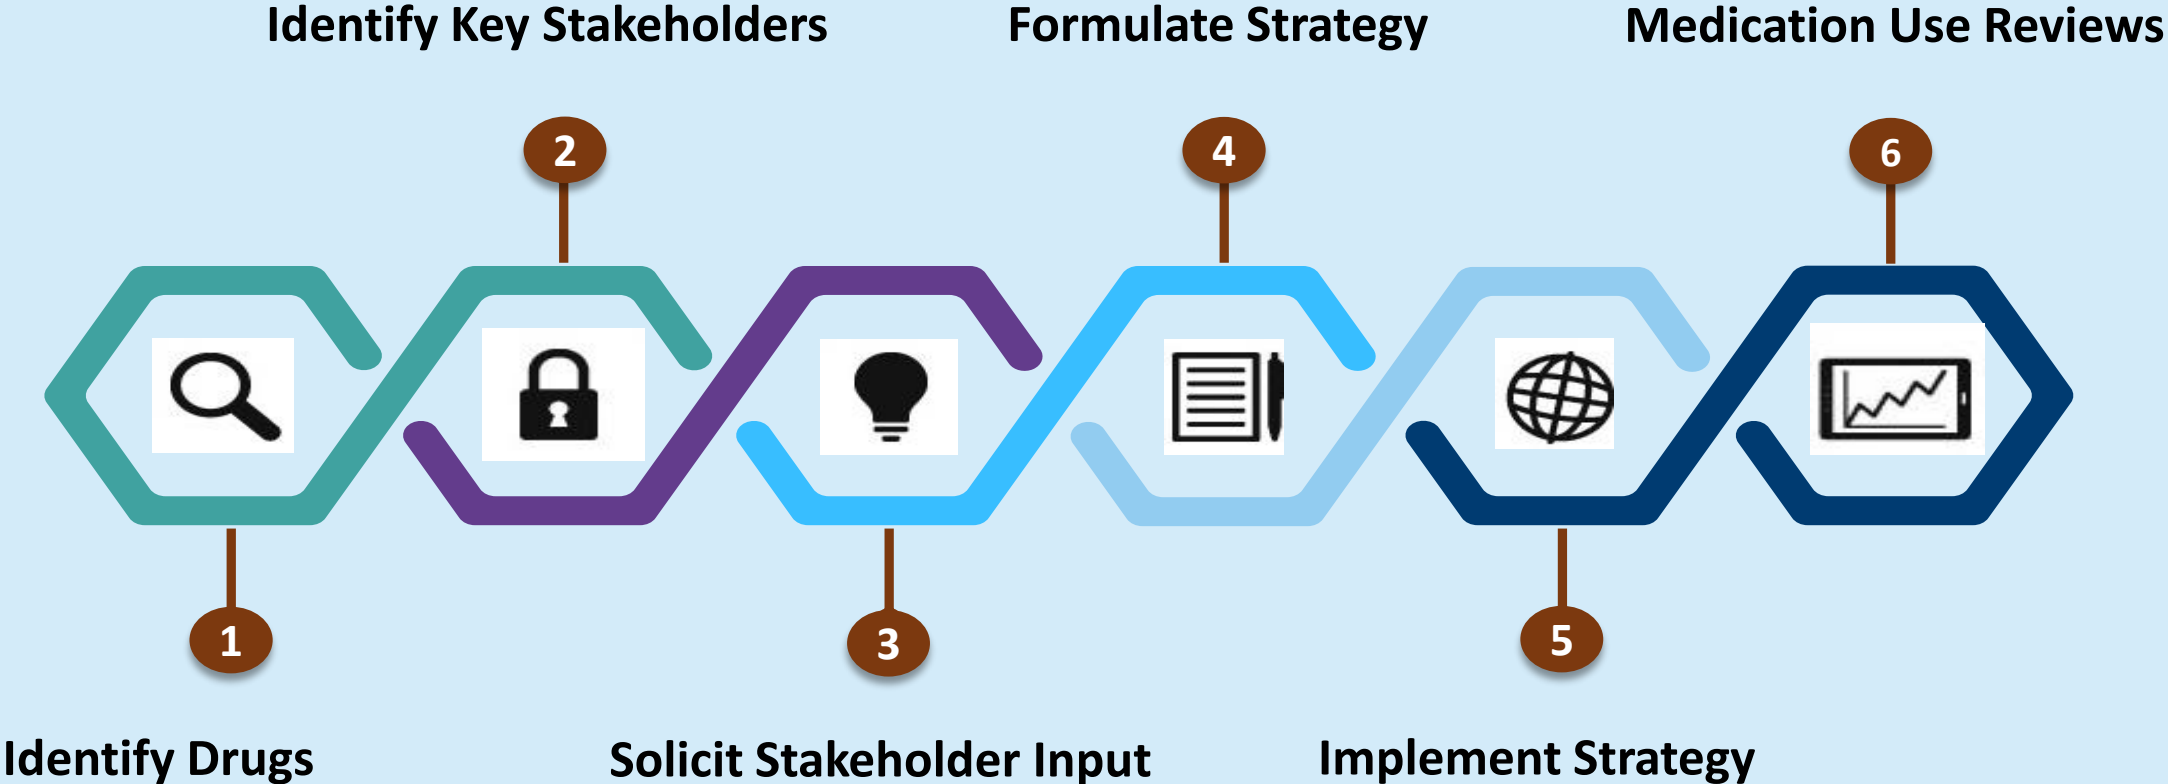 Identify Key Stakeholders
Formulate Strategy
Medication Use Reviews
2
4
6
1
3
5
Identify Drugs
Solicit Stakeholder Input
Implement Strategy